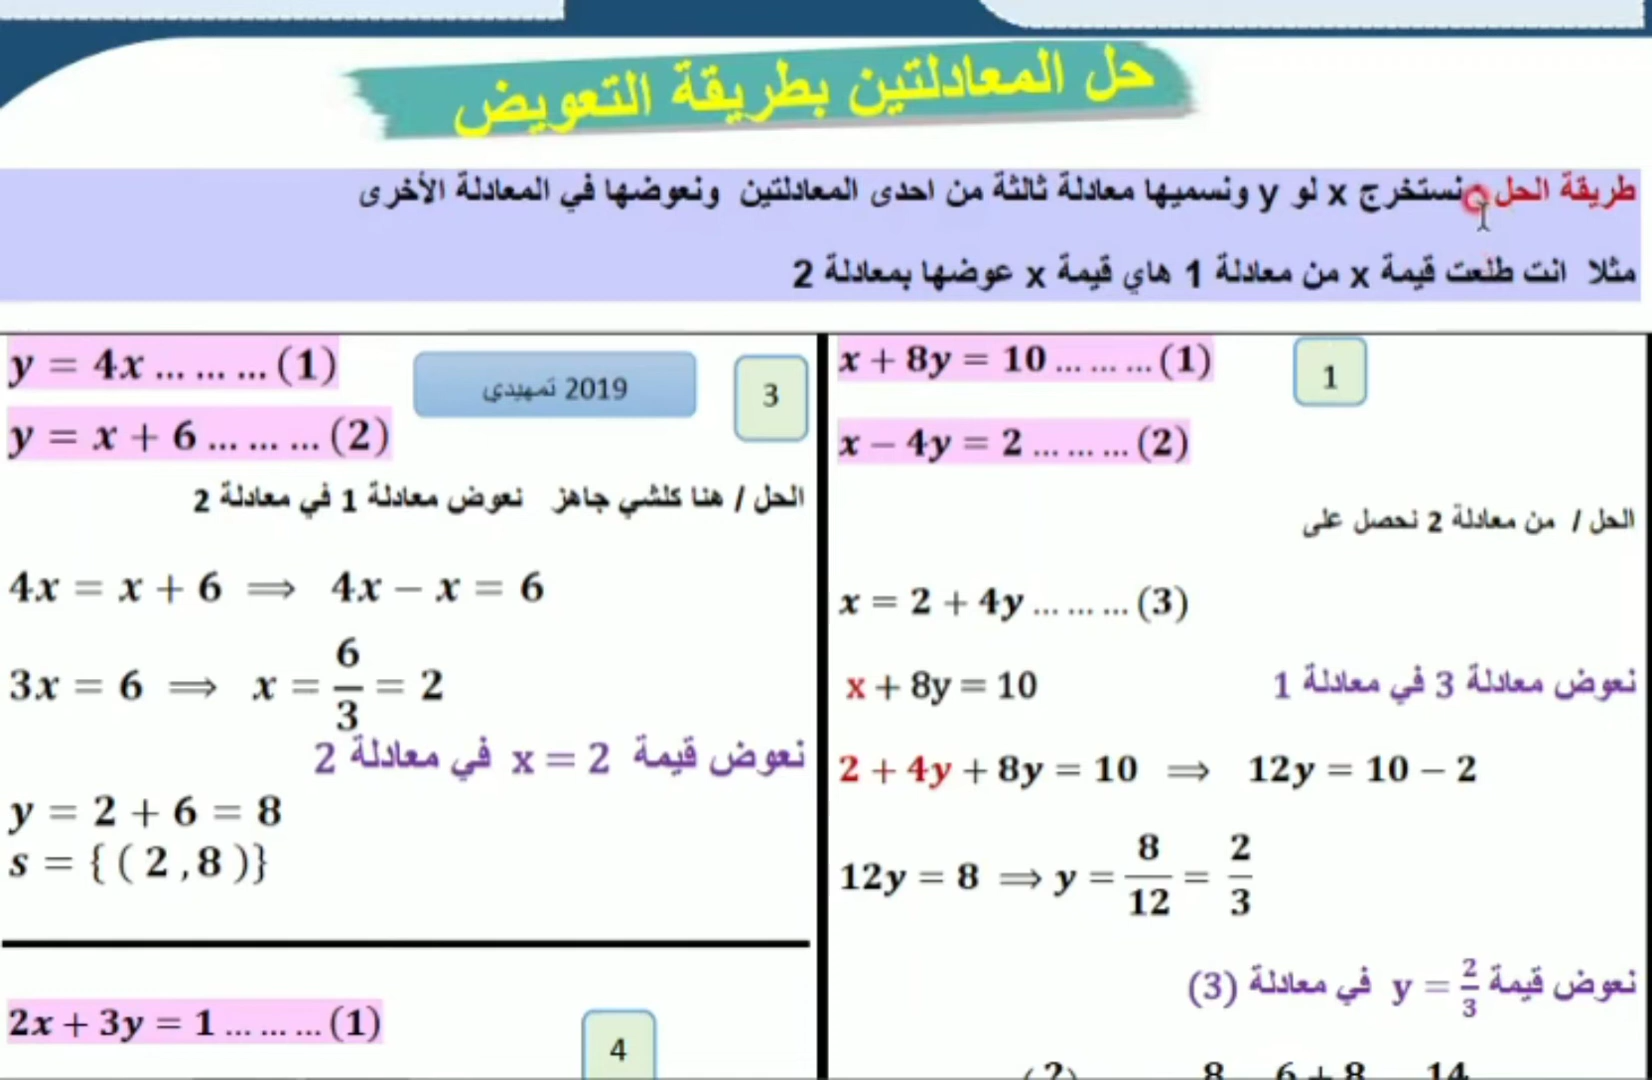 حل المعادلتين بطريقة التعويض
طريقة الحل نستخرج x لو y ونسميها معادلة ثالثة من احدى المعادلتين ونعوضها في المعادلة الأخرى
مثلا انت طلعت قيمة x من معادلة 1 هاي قيمة x عوضها بمعادلة 2
1
x + 8y = 10 ... ... ... (1)
x − 4y = 2 ... ... ... (2)
الحل / من معادلة 2 نحصل على
x = 2 + 4y ... ... ... (3)
نعوض معادلة 3 في معادلة 1
x + 8y = 10
2 + 4y + 8y = 10 ⟹ 12y = 10 − 2
12y = 8 ⟹ y = 8/12 = 2/3
نعوض قيمة y = 2/3 في معادلة (3)
3
2019 تمهيدي
y = 4x ... ... ... (1)
y = x + 6 ... ... ... (2)
الحل / هنا كلشي جاهز نعوض معادلة 1 في معادلة 2
4x = x + 6 ⟹ 4x − x = 6
3x = 6 ⟹ x = 6/3 = 2
نعوض قيمة x = 2 في معادلة 2
y = 2 + 6 = 8
s = { ( 2 ,8 )}
4
2x + 3y = 1 ... ... ... (1)